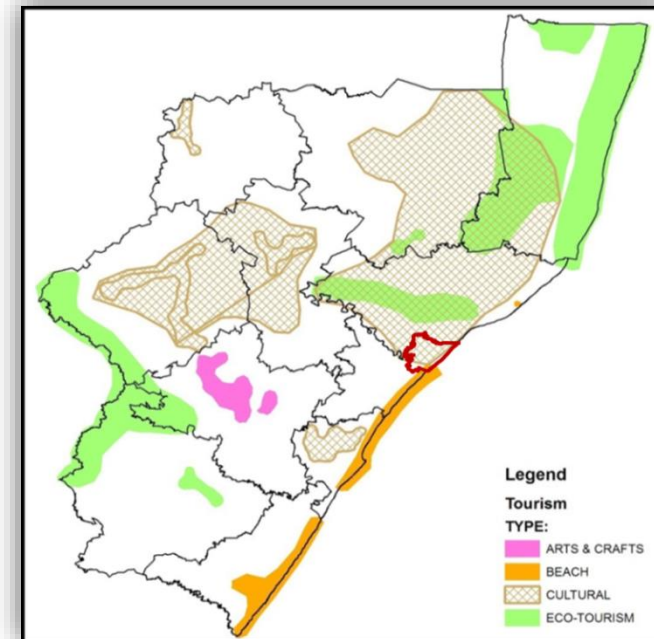 Legend
Tourism
TYPE:
ARTS & CRAFTS
BEACH
CULTURAL
ECO-TOURISM